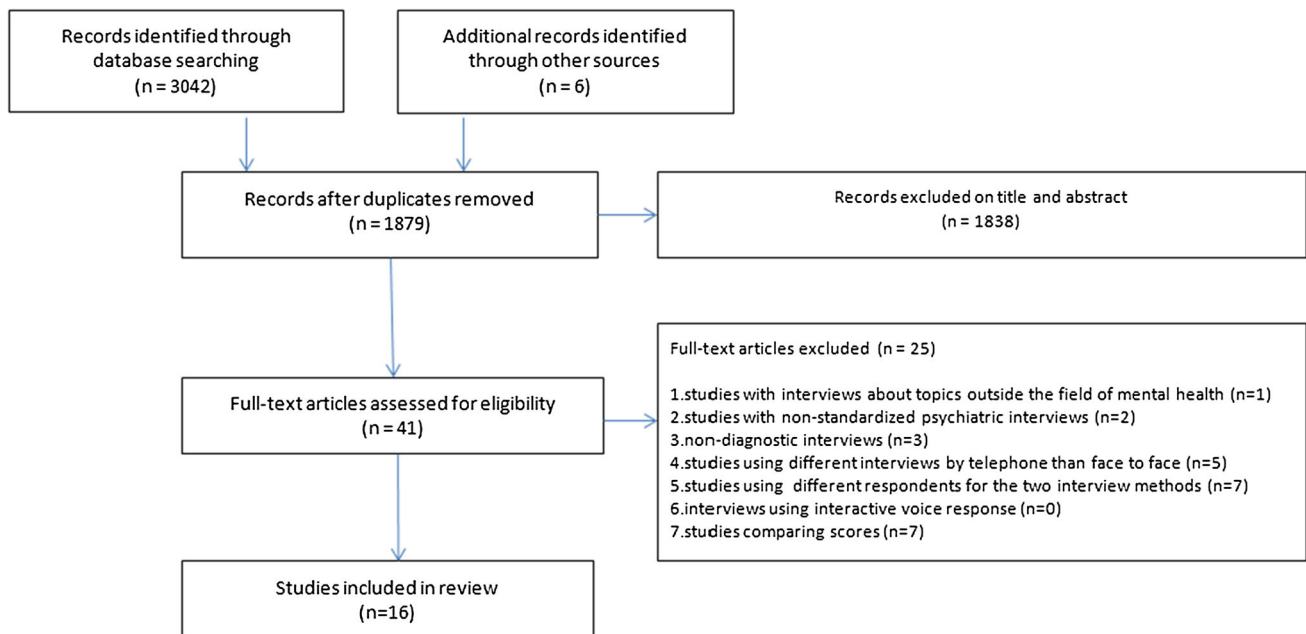 Records identified through
database searching
(n = 3042)
Additional records identified
through other sources
(n = 6)
Records after duplicates removed
(n = 1879)
Records excluded on title and abstract
(n = 1838)
Full-text articles assessed for eligibility
(n = 41)
Full-text articles excluded (n = 25)
1.studies with interviews about topics outside the field of mental health (n=1)
2.studies with non-standardized psychiatric interviews (n=2)
3.non-diagnostic interviews (n=3)
4.studies using different interviews by telephone than face to face (n=5)
5.studies using different respondents for the two interview methods (n=7)
6.interviews using interactive voice response (n=0)
7.studies comparing scores (n=7)
Studies included in review
(n=16)